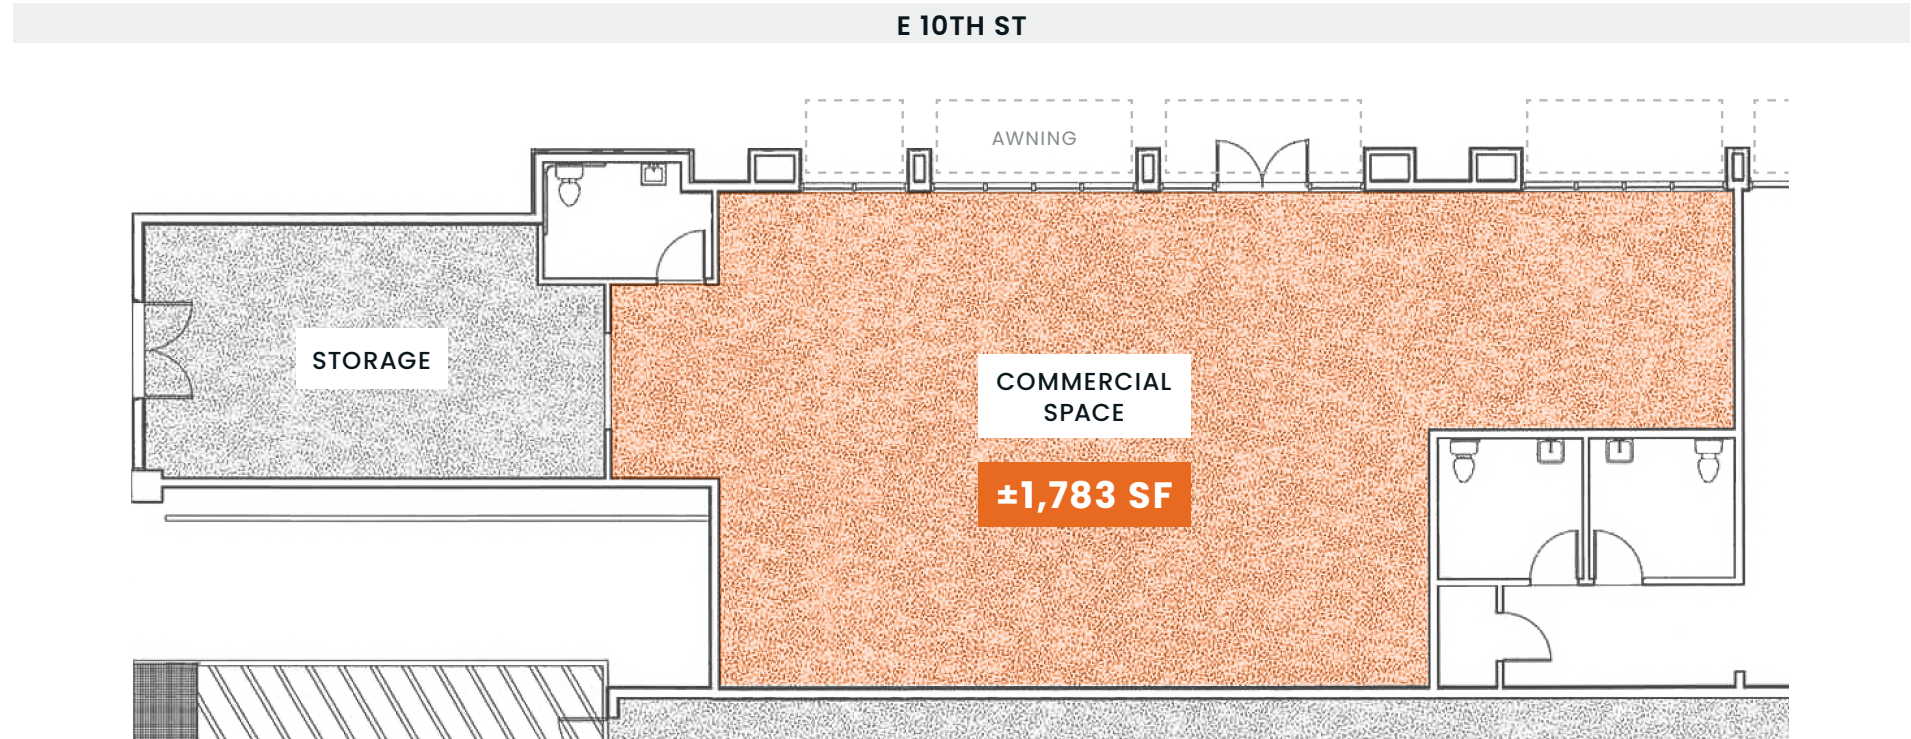 E 10TH ST
AWNING
STORAGE
COMMERCIAL
SPACE
±1,783 SF